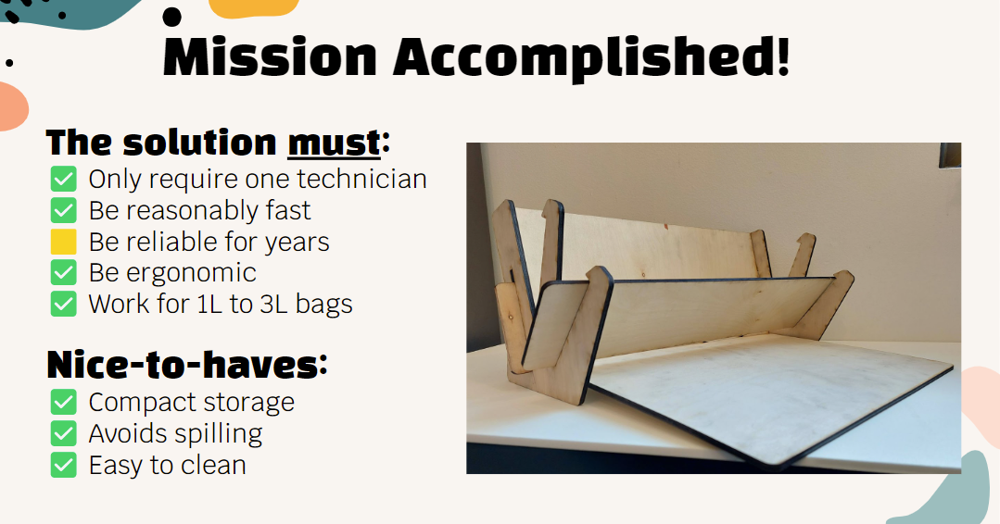 Mission Accomplished!
The solution must:
Only require one technician
Be reasonably fast
Be reliable for years
Be ergonomic
Work for 1L to 3L bags
Nice-to-haves:
Compact storage
Avoids spilling
Easy to clean